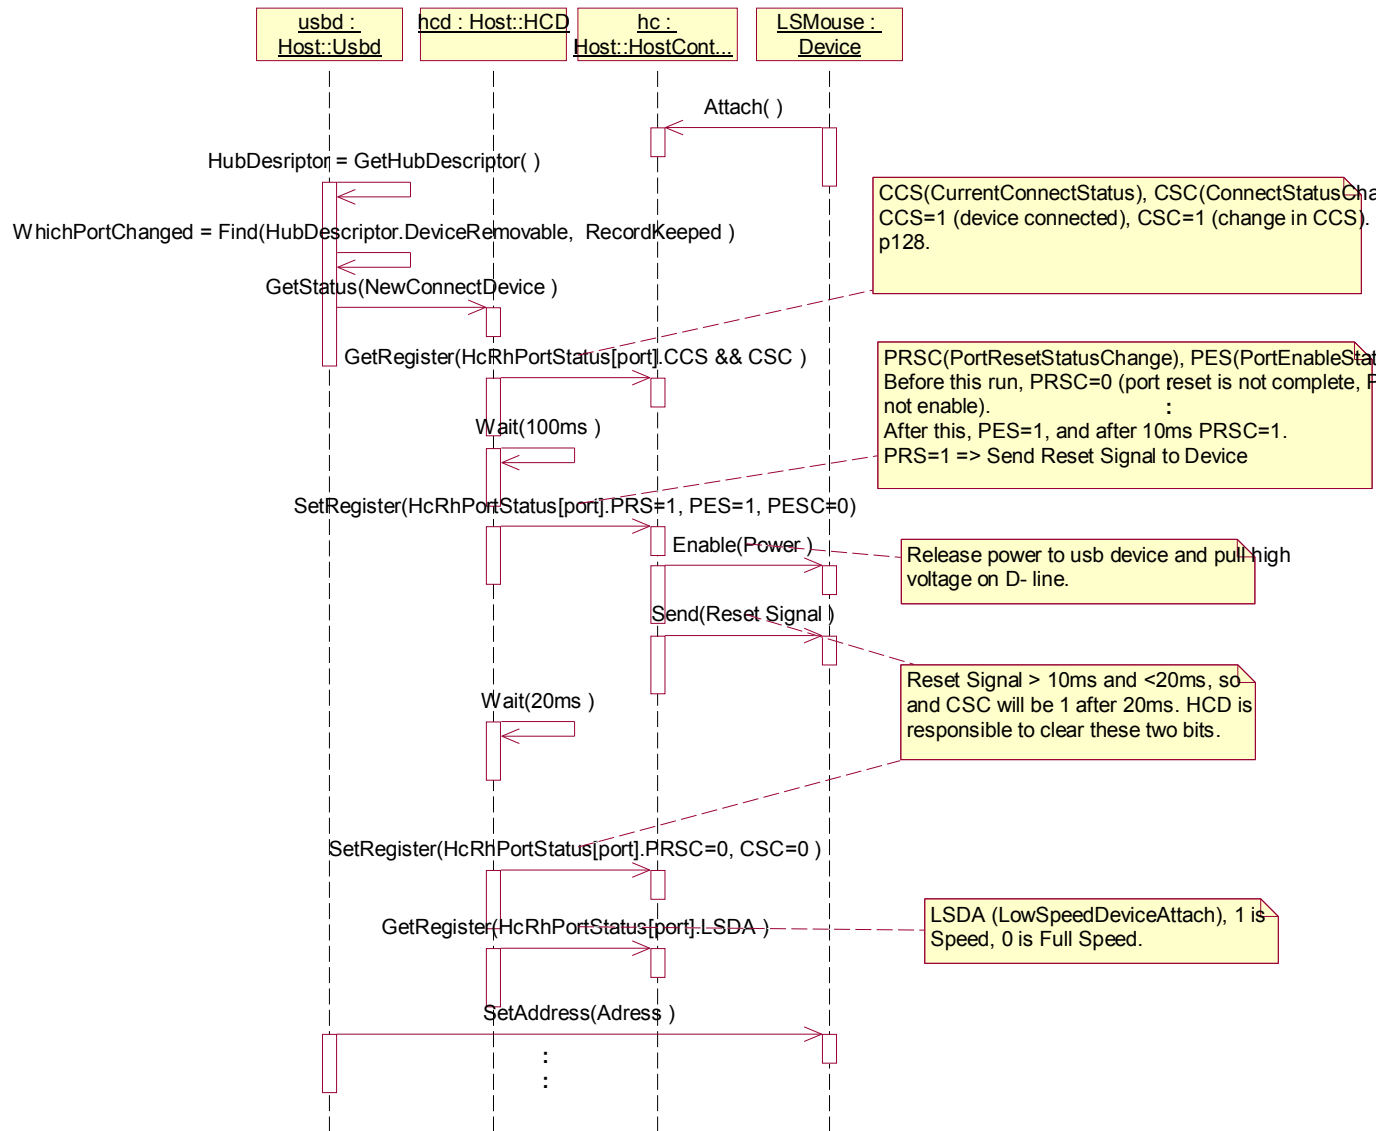 usbd :
Host::Usbd
hcd : Host::HCD
hc :
Host::HostCont...
LSMouse :
Device
Attach( )
HubDesriptor = GetHubDescriptor( )
CCS(CurrentConnectStatus), CSC(ConnectStatusCha
CCS=1 (device connected), CSC=1 (change in CCS).
p128.
WhichPortChanged = Find(HubDescriptor.DeviceRemovable, RecordKeeped )
GetStatus(NewConnectDevice )
GetRegister(HcRhPortStatus[port].CCS && CSC )
PRSC(PortResetStatusChange), PES(PortEnableStat
Before this run, PRSC=0 (port reset is not complete, P
not enable).
After this, PES=1, and after 10ms PRSC=1.
PRS=1 => Send Reset Signal to Device
:
:
Wait(100ms )
SetRegister(HcRhPortStatus[port].PRS=1, PES=1, PESC=0)
Enable(Power )
Release power to usb device and pull high
voltage on D- line.
Send(Reset Signal )
Reset Signal > 10ms and <20ms, so
and CSC will be 1 after 20ms. HCD is
responsible to clear these two bits.
Wait(20ms )
SetRegister(HcRhPortStatus[port].PRSC=0, CSC=0 )
GetRegister(HcRhPortStatus[port].LSDA )
LSDA (LowSpeedDeviceAttach), 1 is
Speed, 0 is Full Speed.
SetAddress(Adress )
:
: